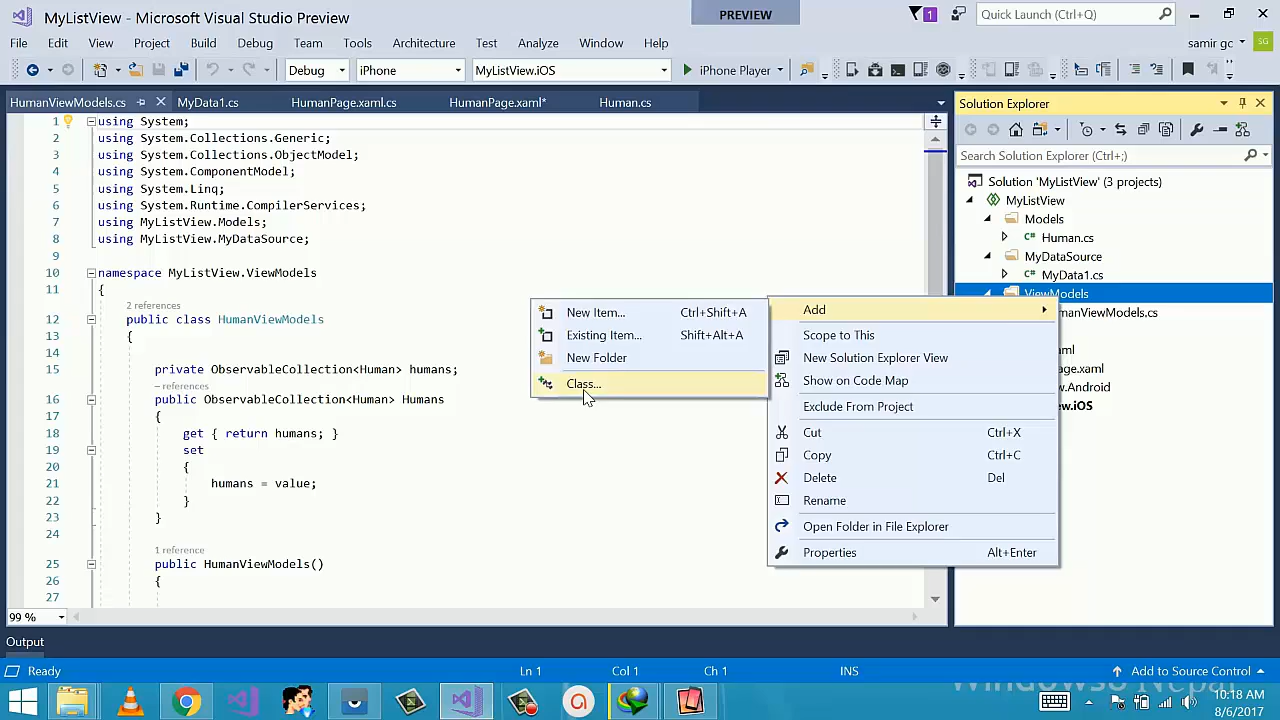 MyListView - Microsoft Visual Studio Preview
PREVIEW
1
Quick Launch (Ctrl+Q)
File Edit View Project Build Debug Team Tools Architecture Test Analyze Window Help
samir gc
SG
Debug
iPhone
MyListView.iOS
iPhone Player
HumanViewModels.cs
MyData1.cs
HumanPage.xaml.cs
HumanPage.xaml*
Human.cs
1 using System;
2 using System.Collections.Generic;
3 using System.Collections.ObjectModel;
4 using System.ComponentModel;
5 using System.Linq;
6 using System.Runtime.CompilerServices;
7 using MyListView.Models;
8 using MyListView.MyDataSource;
9
10 namespace MyListView.ViewModels
11 {
2 references
12 public class HumanViewModels
13 {
14
15 private ObservableCollection<Human> humans;
– references
16 public ObservableCollection<Human> Humans
17 {
18 get { return humans; }
19 set
20 {
21 humans = value;
22 }
23 }
24
1 reference
25 public HumanViewModels()
26 {
27
99 %
New Item... Ctrl+Shift+A
Existing Item... Shift+Alt+A
New Folder
Class...
Add
Scope to This
New Solution Explorer View
Show on Code Map
Exclude From Project
Cut Ctrl+X
Copy
Delete Del
Rename
Open Folder in File Explorer
Properties Alt+Enter
Solution Explorer
Search Solution Explorer (Ctrl+;)
Solution 'MyListView' (3 projects)
MyListView
Models
C# Human.cs
MyDataSource
C# MyData1.cs
ViewModels
umanViewModels.cs
Output
Ready
Ln 1
Col 1
Ch 1
INS
Add to Source Control
10:18 AM
8/6/2017